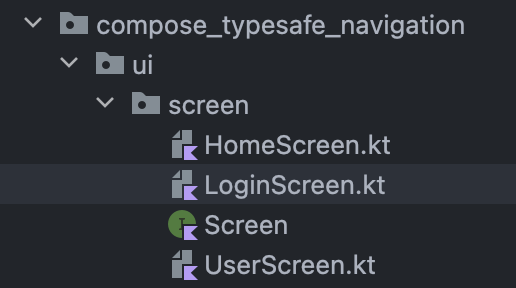 compose_typesafe_navigation
ui
screen
HomeScreen.kt
LoginScreen.kt
Screen
UserScreen.kt